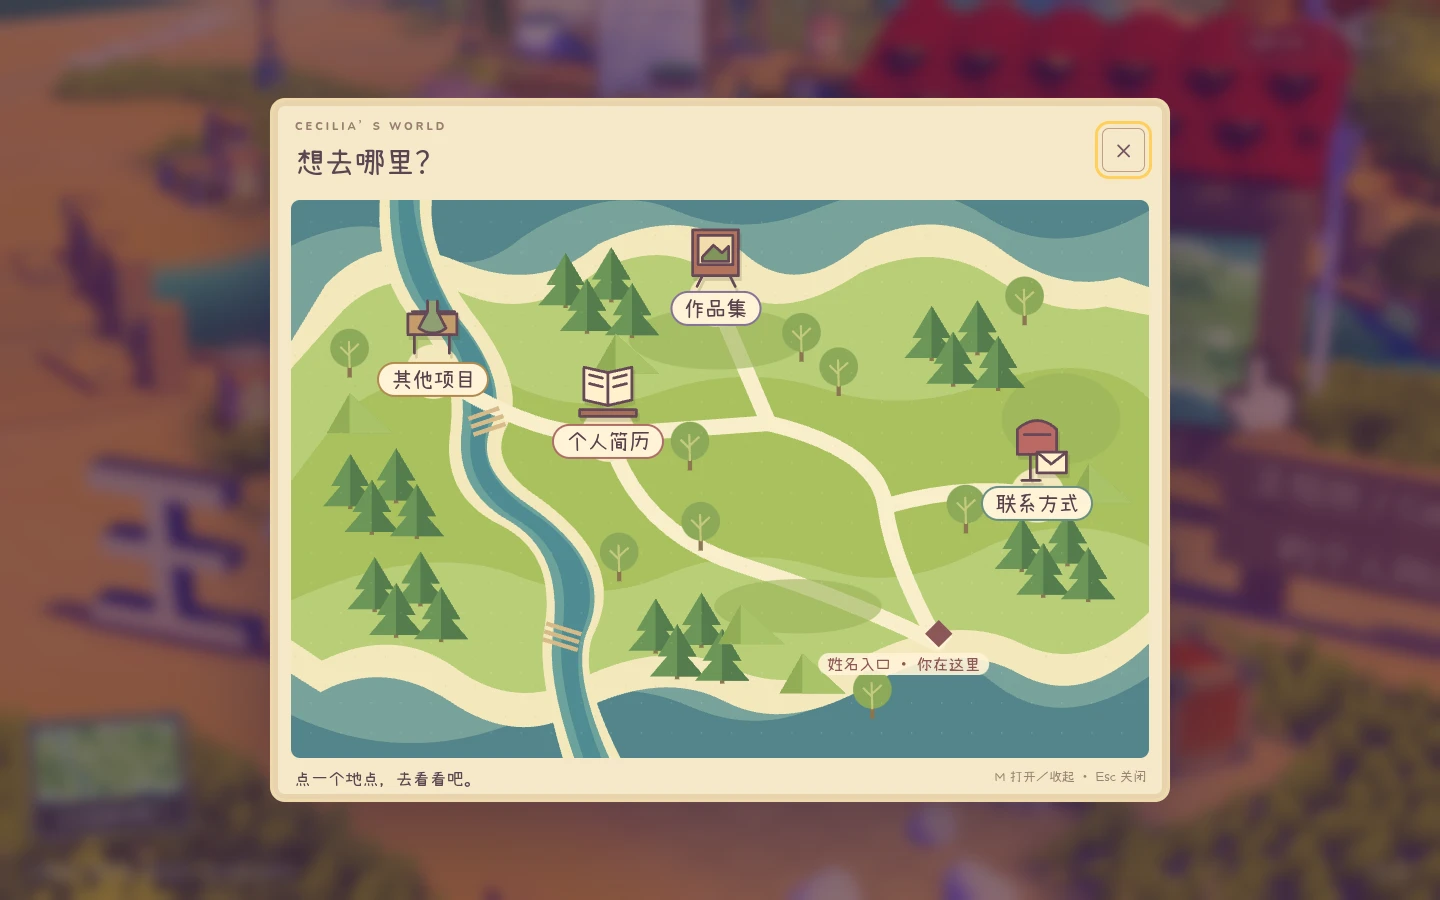 CECILIA’S WORLD
想去哪里？
作品集
其他项目
个人简历
联系方式
姓名入口 · 你在这里
点一个地点，去看看吧。
M 打开／收起 · Esc 关闭